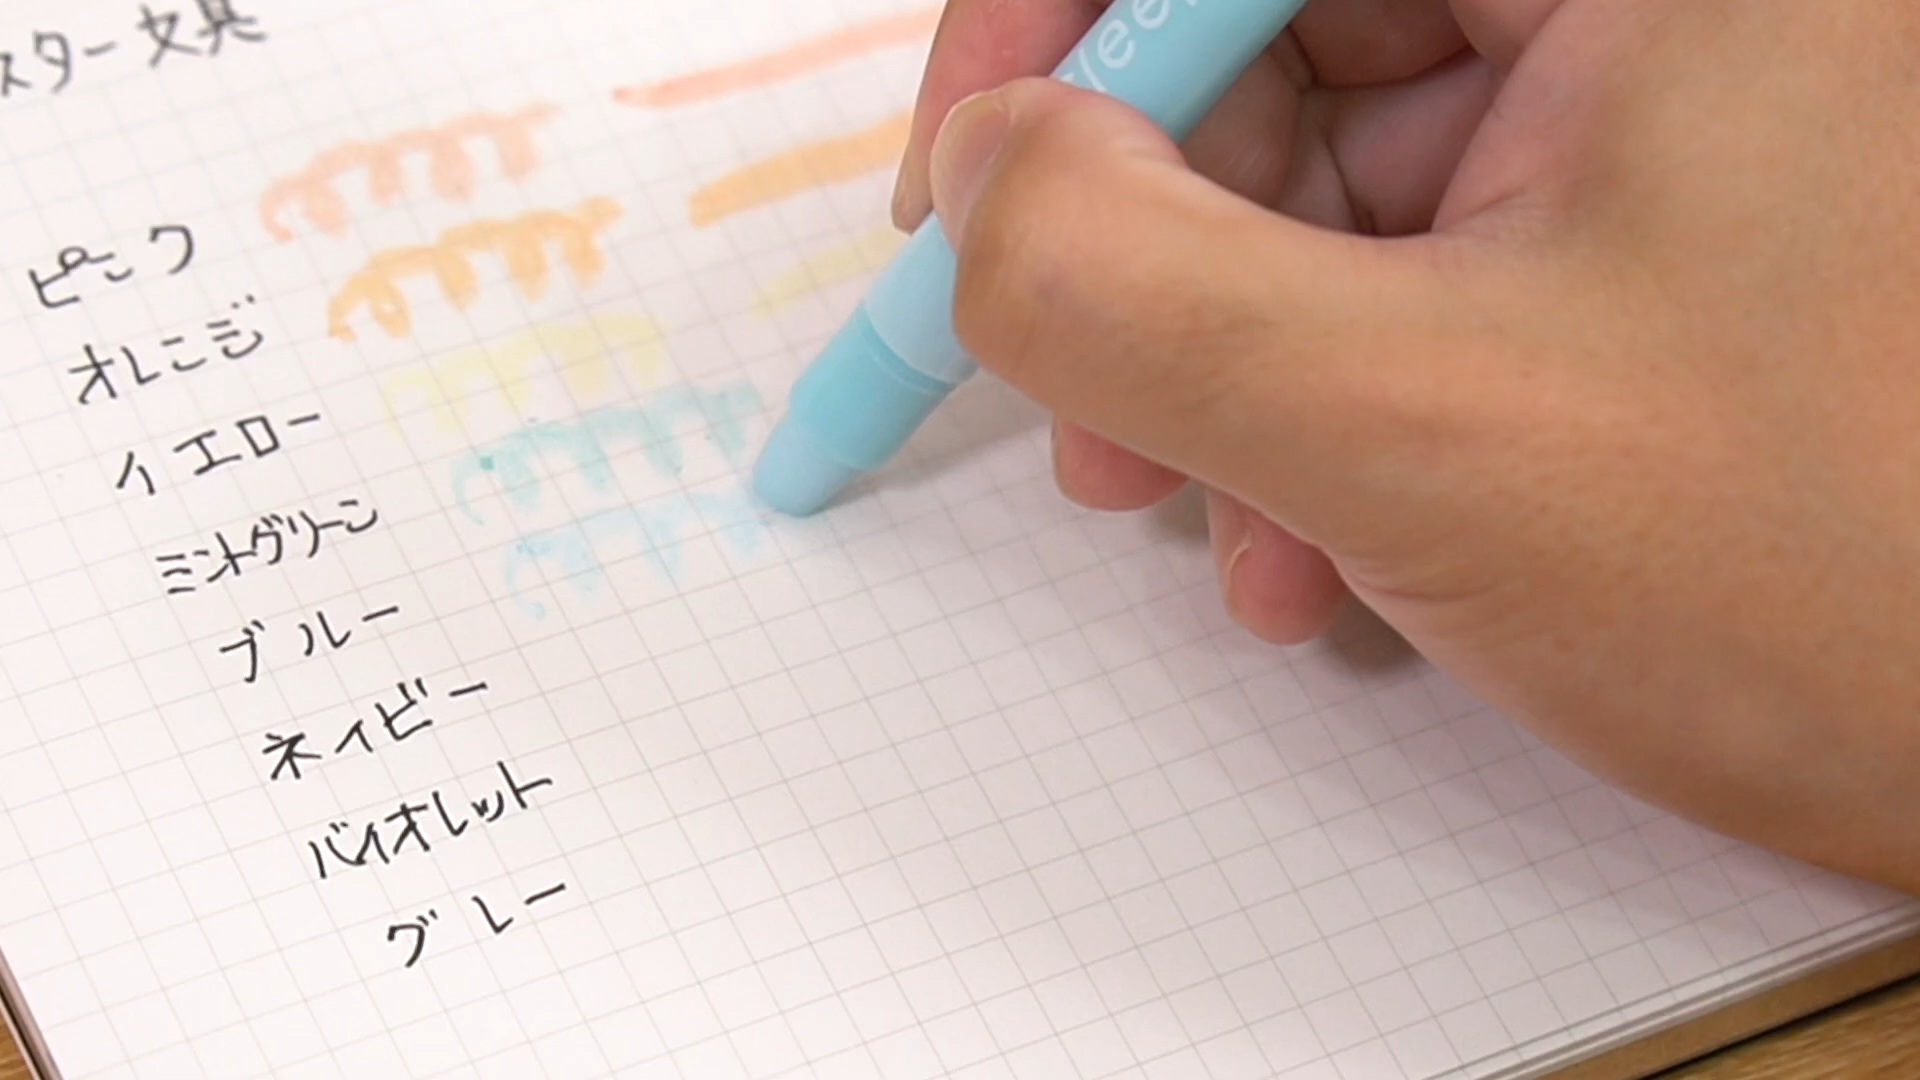 スター文具
ピンク
オレンジ
イエロー
ミントグリーン
ブルー
ネイビー
バイオレット
グレー